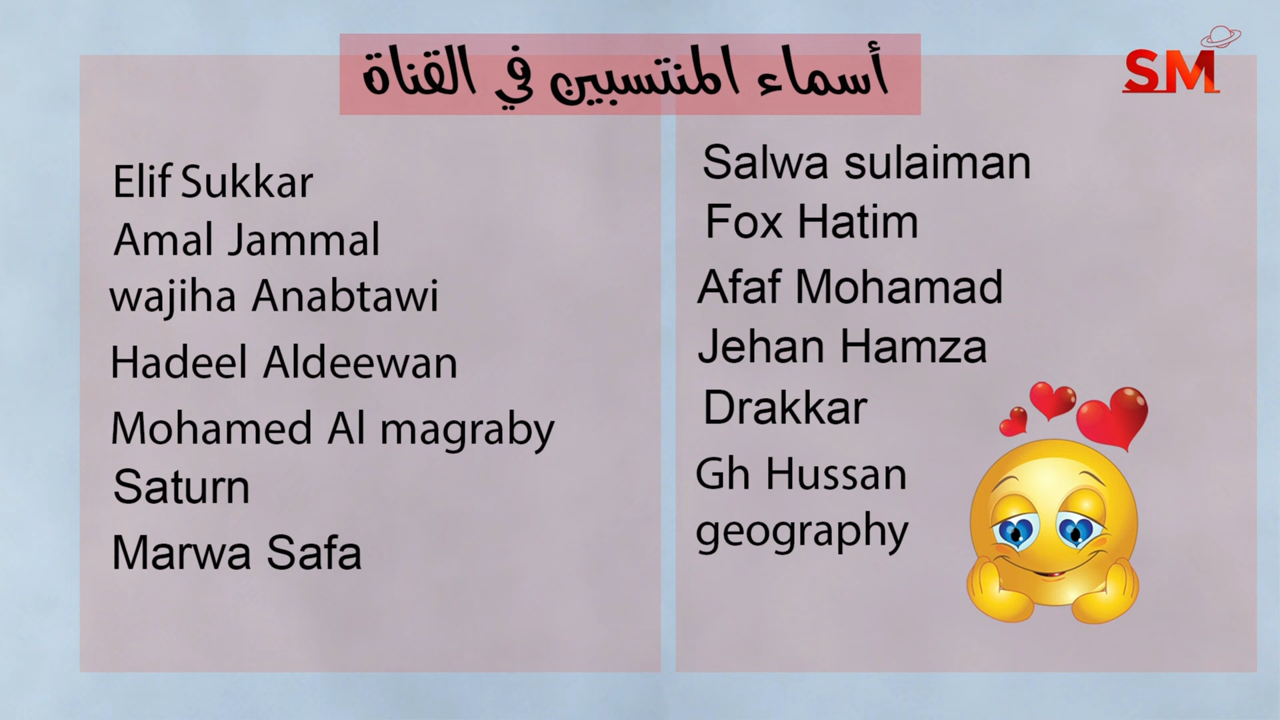 أسماء المنتسبين في القناة
SM
Elif Sukkar
Amal Jammal
wajiha Anabtawi
Hadeel Aldeewan
Mohamed Al magraby
Saturn
Marwa Safa
Salwa sulaiman
Fox Hatim
Afaf Mohamad
Jehan Hamza
Drakkar
Gh Hussan
geography